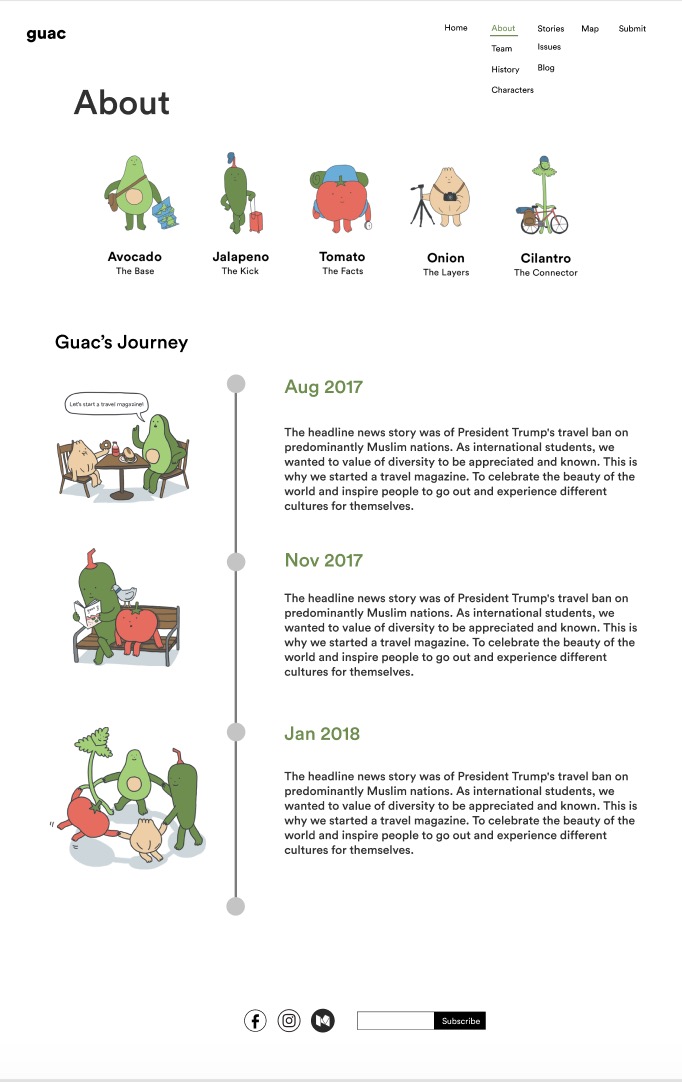 guac
Home About Stories Map Submit
Team Issues
History Blog
Characters
About
Avocado Jalapeno Tomato Onion Cilantro
The Base The Kick The Facts The Layers The Connector
Guac’s Journey
Let's start a travel magazine!
Aug 2017
The headline news story was of President Trump's travel ban on
predominantly Muslim nations. As international students, we
wanted to value of diversity to be appreciated and known. This is
why we started a travel magazine. To celebrate the beauty of the
world and inspire people to go out and experience different
cultures for themselves.
Nov 2017
The headline news story was of President Trump's travel ban on
predominantly Muslim nations. As international students, we
wanted to value of diversity to be appreciated and known. This is
why we started a travel magazine. To celebrate the beauty of the
world and inspire people to go out and experience different
cultures for themselves.
Jan 2018
The headline news story was of President Trump's travel ban on
predominantly Muslim nations. As international students, we
wanted to value of diversity to be appreciated and known. This is
why we started a travel magazine. To celebrate the beauty of the
world and inspire people to go out and experience different
cultures for themselves.
Subscribe